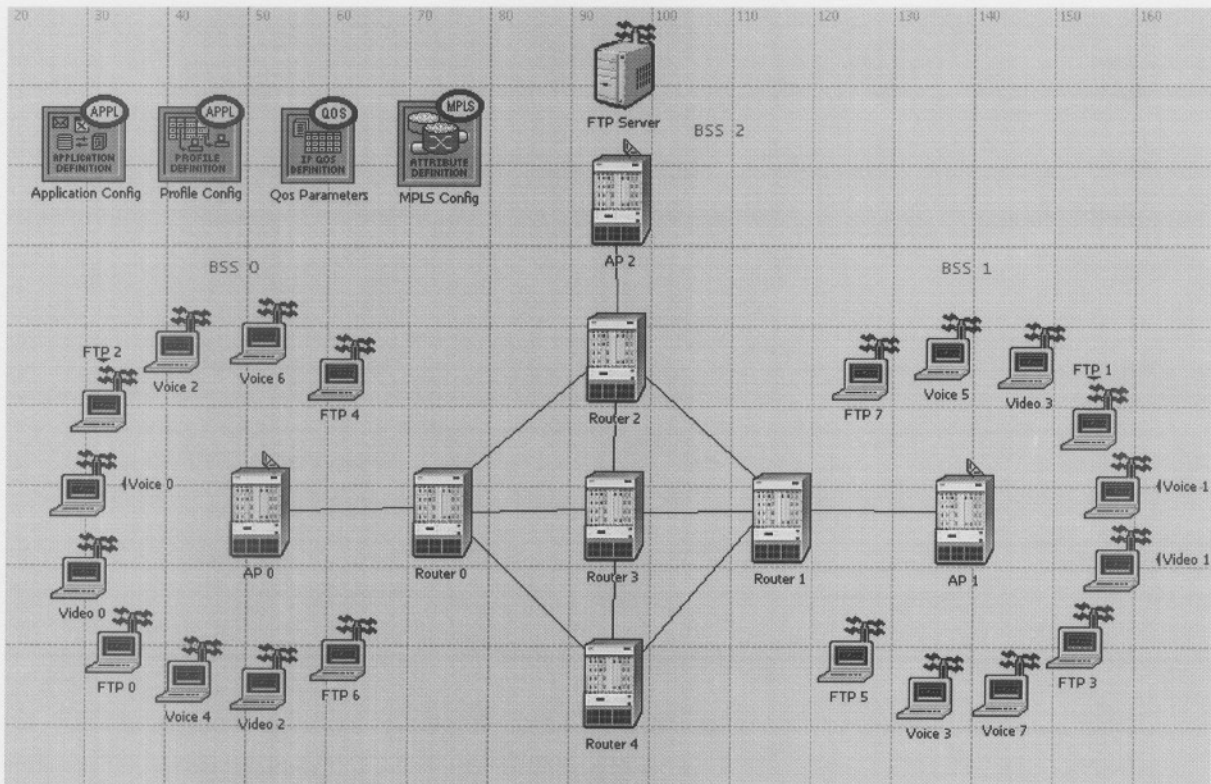 20 30 40 50 60 70 80 90 100 110 120 130 140 150 160
FTP Server
BSS 2
APPL
APPLICATION
DEFINITION
Application Config
APPL
PROFILE
DEFINITION
Profile Config
QOS
IP QOS
DEFINITION
Qos Parameters
MPLS
ATTRIBUTE
DEFINITION
MPLS Config
AP 2
BSS 0
BSS 1
FTP 2
Voice 2
Voice 6
FTP 4
Router 2
FTP 7
Voice 5
Video 3
FTP 1
Voice 0
AP 0
Router 0
Router 3
Router 1
AP 1
Voice 1
Video 1
Video 0
FTP 0
Voice 4
Video 2
FTP 6
Router 4
FTP 5
Voice 3
Voice 7
FTP 3